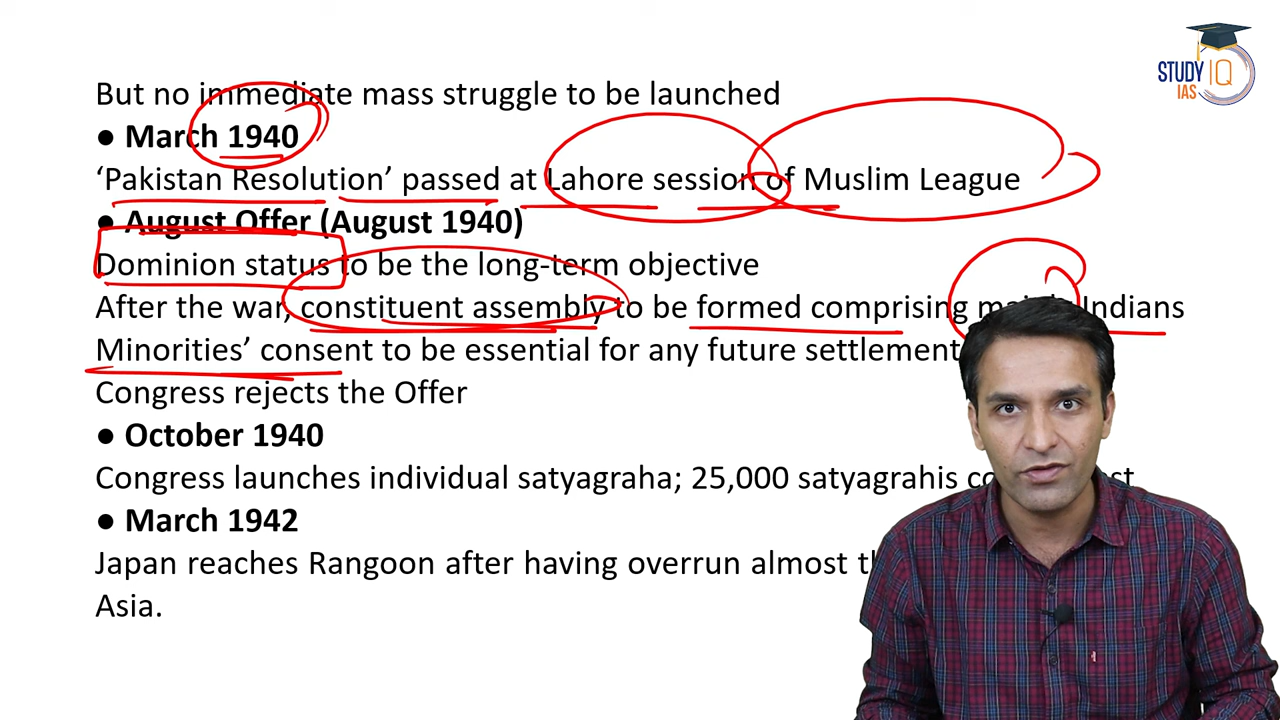 But no immediate mass struggle to be launched
● March 1940
‘Pakistan Resolution’ passed at Lahore session of Muslim League
● August Offer (August 1940)
Dominion status to be the long-term objective
After the war, constituent assembly to be formed comprising Indians
Minorities’ consent to be essential for any future settlement
Congress rejects the Offer
● October 1940
Congress launches individual satyagraha; 25,000 satyagrahis
● March 1942
Japan reaches Rangoon after having overrun almost
Asia.
STUDY IQ
IAS